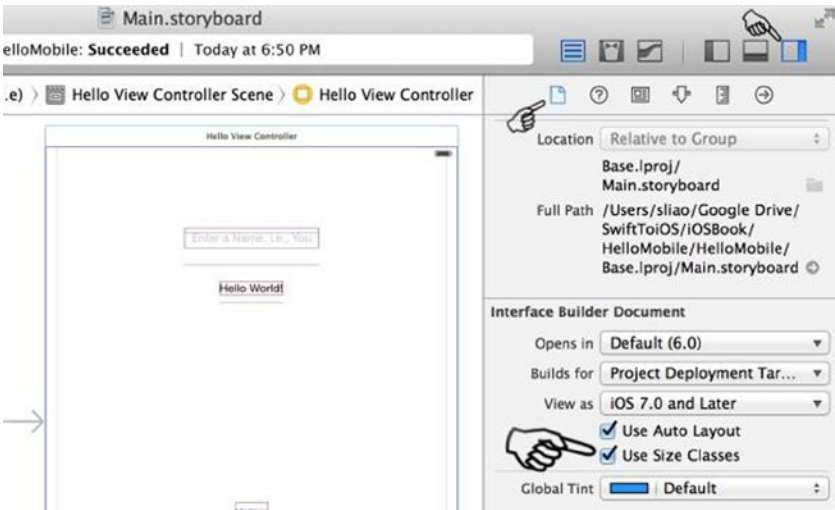 Main.storyboard
elloMobile: Succeeded | Today at 6:50 PM
.e) 〉 Hello View Controller Scene 〉 Hello View Controller
Hello View Controller
Enter a Name, i.e., You
Hello World!
Location Relative to Group
Base.lproj/
Main.storyboard
Full Path /Users/sliao/Google Drive/
SwiftToiOS/iOSBook/
HelloMobile/HelloMobile/
Base.lproj/Main.storyboard
Interface Builder Document
Opens in Default (6.0)
Builds for Project Deployment Tar...
View as iOS 7.0 and Later
Use Auto Layout
Use Size Classes
Global Tint Default